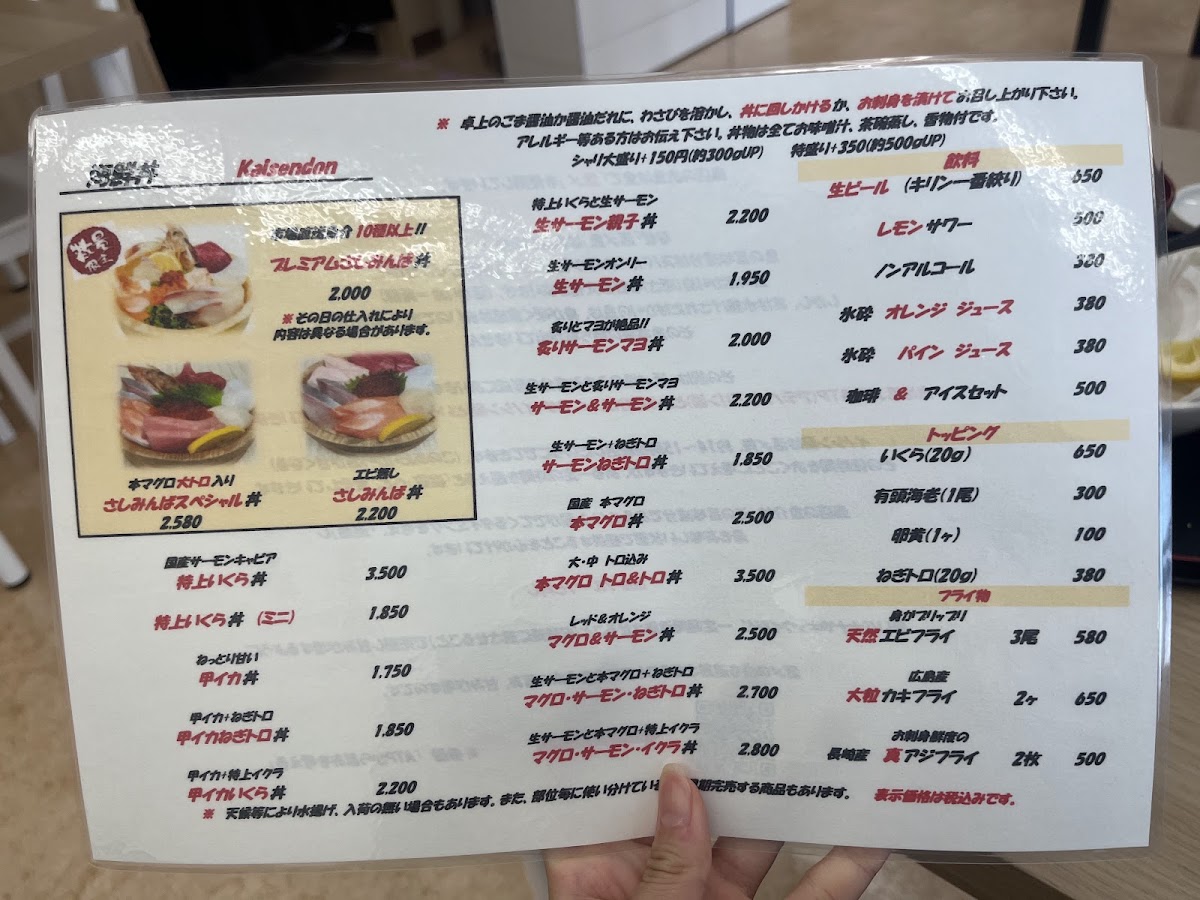 ※ 卓上のごま醤油か醤油だれに、わさびを溶かし、丼に回しかけるか、お刺身を漬けてお召し上がり下さい。
アレルギー等ある方はお伝え下さい。丼物は全てお味噌汁、茶碗蒸し、香物付です。
シャリ大盛り+150円(約300gUP) 特盛り+350(約500gUP)
海鮮丼 Kaisendon
数量限定
10種以上!!
プレミアムさしみんば丼
2.000
※その日の仕入れにより
内容は異なる場合があります。
本マグロ大トロ入り
さしみんばスペシャル丼
2.580
エビ無し
さしみんば丼
2.200
国産サーモンキャビア
特上いくら丼 3.500
特上いくら丼 (ミニ) 1.850
ねっとり甘い
甲イカ丼 1.750
甲イカ+ねぎトロ
甲イカねぎトロ丼 1.850
甲イカ+特上イクラ
甲イカいくら丼 2.200
特上いくらと生サーモン
生サーモン親子丼 2.200
生サーモンオンリー
生サーモン丼 1.950
炙りとマヨが絶品!!
炙りサーモンマヨ丼 2.000
生サーモンと炙りサーモンマヨ
サーモン&サーモン丼 2.200
生サーモン+ねぎトロ
サーモンねぎトロ丼 1.850
国産 本マグロ
本マグロ丼 2.500
大・中 トロ込み
本マグロ トロ&トロ丼 3.500
レッド&オレンジ
マグロ&サーモン丼 2.500
生サーモンと本マグロ+ねぎトロ
マグロ・サーモン・ねぎトロ丼 2.700
生サーモンと本マグロ+特上イクラ
マグロ・サーモン・イクラ丼 2.800
飲料
生ビール (キリン一番絞り) 650
レモンサワー 500
ノンアルコール 380
氷砕 オレンジ ジュース 380
氷砕 パイン ジュース 380
珈琲 & アイスセット 500
トッピング
いくら(20g) 650
有頭海老(1尾) 300
卵黄(1ヶ) 100
ねぎトロ(20g) 380
フライ物
身がプリップリ
天然エビフライ 3尾 580
広島産
大粒カキフライ 2ヶ 650
お刺身鮮度の
長崎産 真アジフライ 2枚 500
※ 天候等により水揚げ、入荷の無い場合もあります。また、部位毎に使い分けてい 期完売する商品もあります。 表示価格は税込みです。